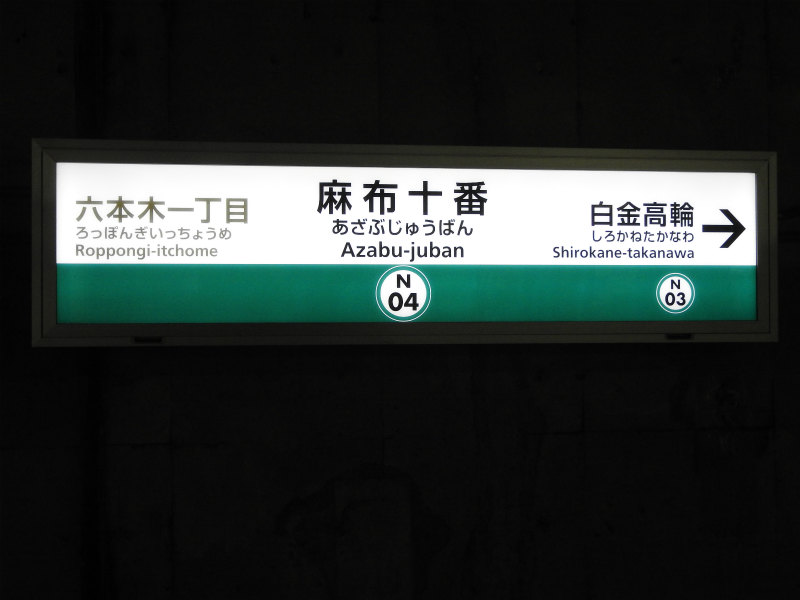 六本木一丁目
ろっぽんぎいっちょうめ
Roppongi-itchome
麻布十番
あざぶじゅうばん
Azabu-juban
N
04
白金高輪
しろかねたかなわ
Shirokane-takanawa
N
03